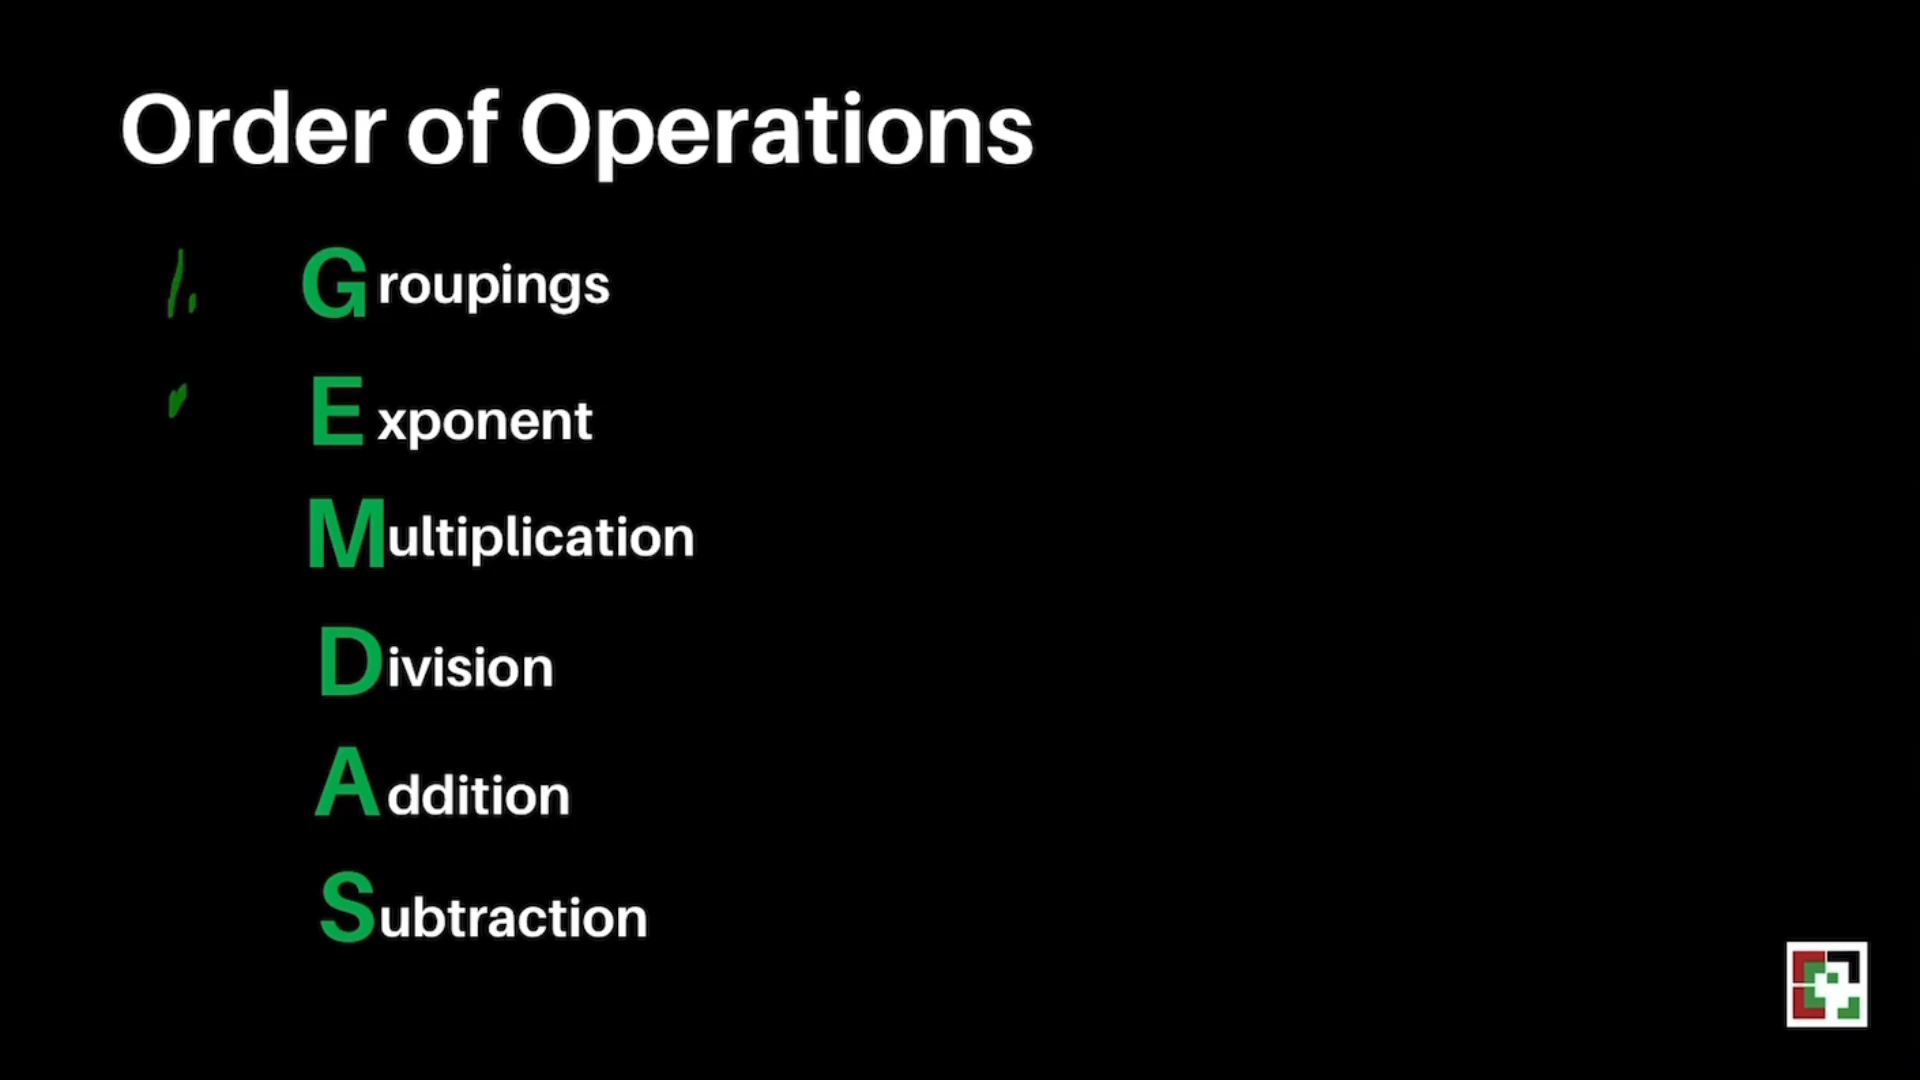 Order of Operations
1. Groupings
Exponent
Multiplication
Division
Addition
Subtraction